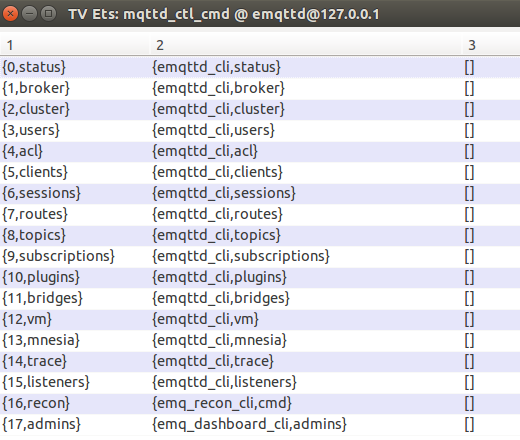 TV Ets: mqttd_ctl_cmd @ emqttd@127.0.0.1
1 2 3
{0,status} {emqttd_cli,status} []
{1,broker} {emqttd_cli,broker} []
{2,cluster} {emqttd_cli,cluster} []
{3,users} {emqttd_cli,users} []
{4,acl} {emqttd_cli,acl} []
{5,clients} {emqttd_cli,clients} []
{6,sessions} {emqttd_cli,sessions} []
{7,routes} {emqttd_cli,routes} []
{8,topics} {emqttd_cli,topics} []
{9,subscriptions} {emqttd_cli,subscriptions} []
{10,plugins} {emqttd_cli,plugins} []
{11,bridges} {emqttd_cli,bridges} []
{12,vm} {emqttd_cli,vm} []
{13,mnesia} {emqttd_cli,mnesia} []
{14,trace} {emqttd_cli,trace} []
{15,listeners} {emqttd_cli,listeners} []
{16,recon} {emq_recon_cli,cmd} []
{17,admins} {emq_dashboard_cli,admins} []